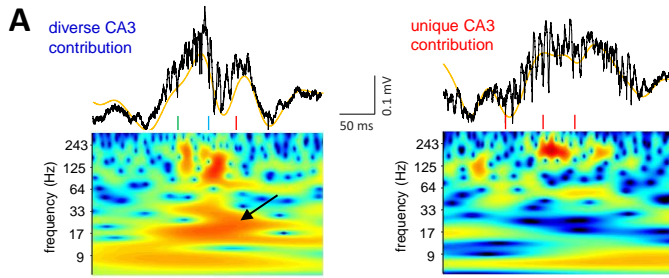 A
diverse CA3
contribution
unique CA3
contribution
0.1 mV
50 ms
frequency (Hz)
243
125
64
33
17
9
frequency (Hz)
243
125
64
33
17
9